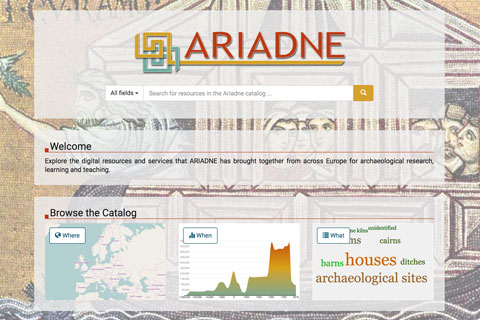 ARIADNE
All fields Search for resources in the Ariadne catalog ...
Welcome
Explore the digital resources and services that ARIADNE has brought together from across Europe for archaeological research,
learning and teaching.
Browse the Catalog
Where
When
What
kilns unidentified
cairns
barns houses ditches
archaeological sites